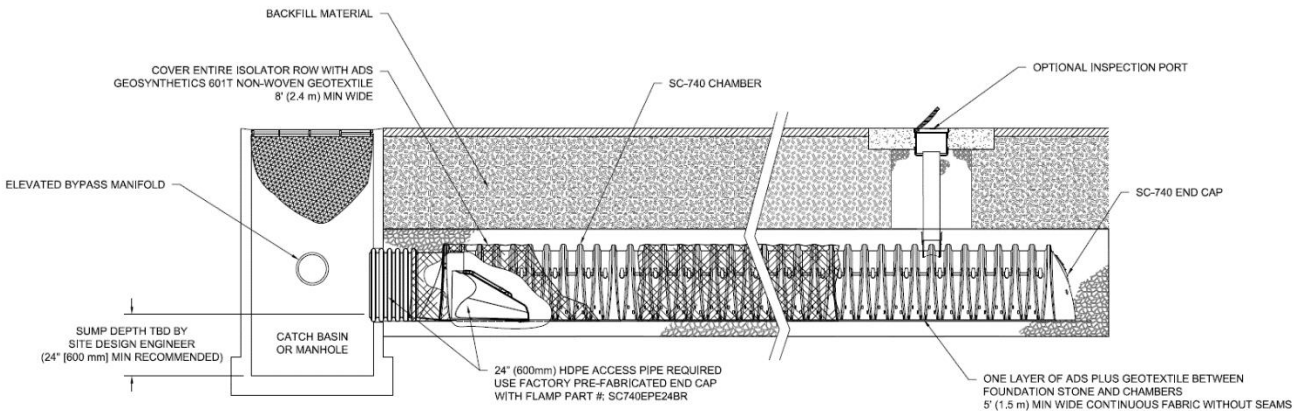 BACKFILL MATERIAL
COVER ENTIRE ISOLATOR ROW WITH ADS
GEOSYNTHETICS 601T NON-WOVEN GEOTEXTILE
8' (2.4 m) MIN WIDE
SC-740 CHAMBER
OPTIONAL INSPECTION PORT
ELEVATED BYPASS MANIFOLD
SC-740 END CAP
SUMP DEPTH TBD BY
SITE DESIGN ENGINEER
(24" [600 mm] MIN RECOMMENDED)
CATCH BASIN
OR MANHOLE
24" (600mm) HDPE ACCESS PIPE REQUIRED
USE FACTORY PRE-FABRICATED END CAP
WITH FLAMP PART #: SC740EPE24BR
ONE LAYER OF ADS PLUS GEOTEXTILE BETWEEN
FOUNDATION STONE AND CHAMBERS
5' (1.5 m) MIN WIDE CONTINUOUS FABRIC WITHOUT SEAMS